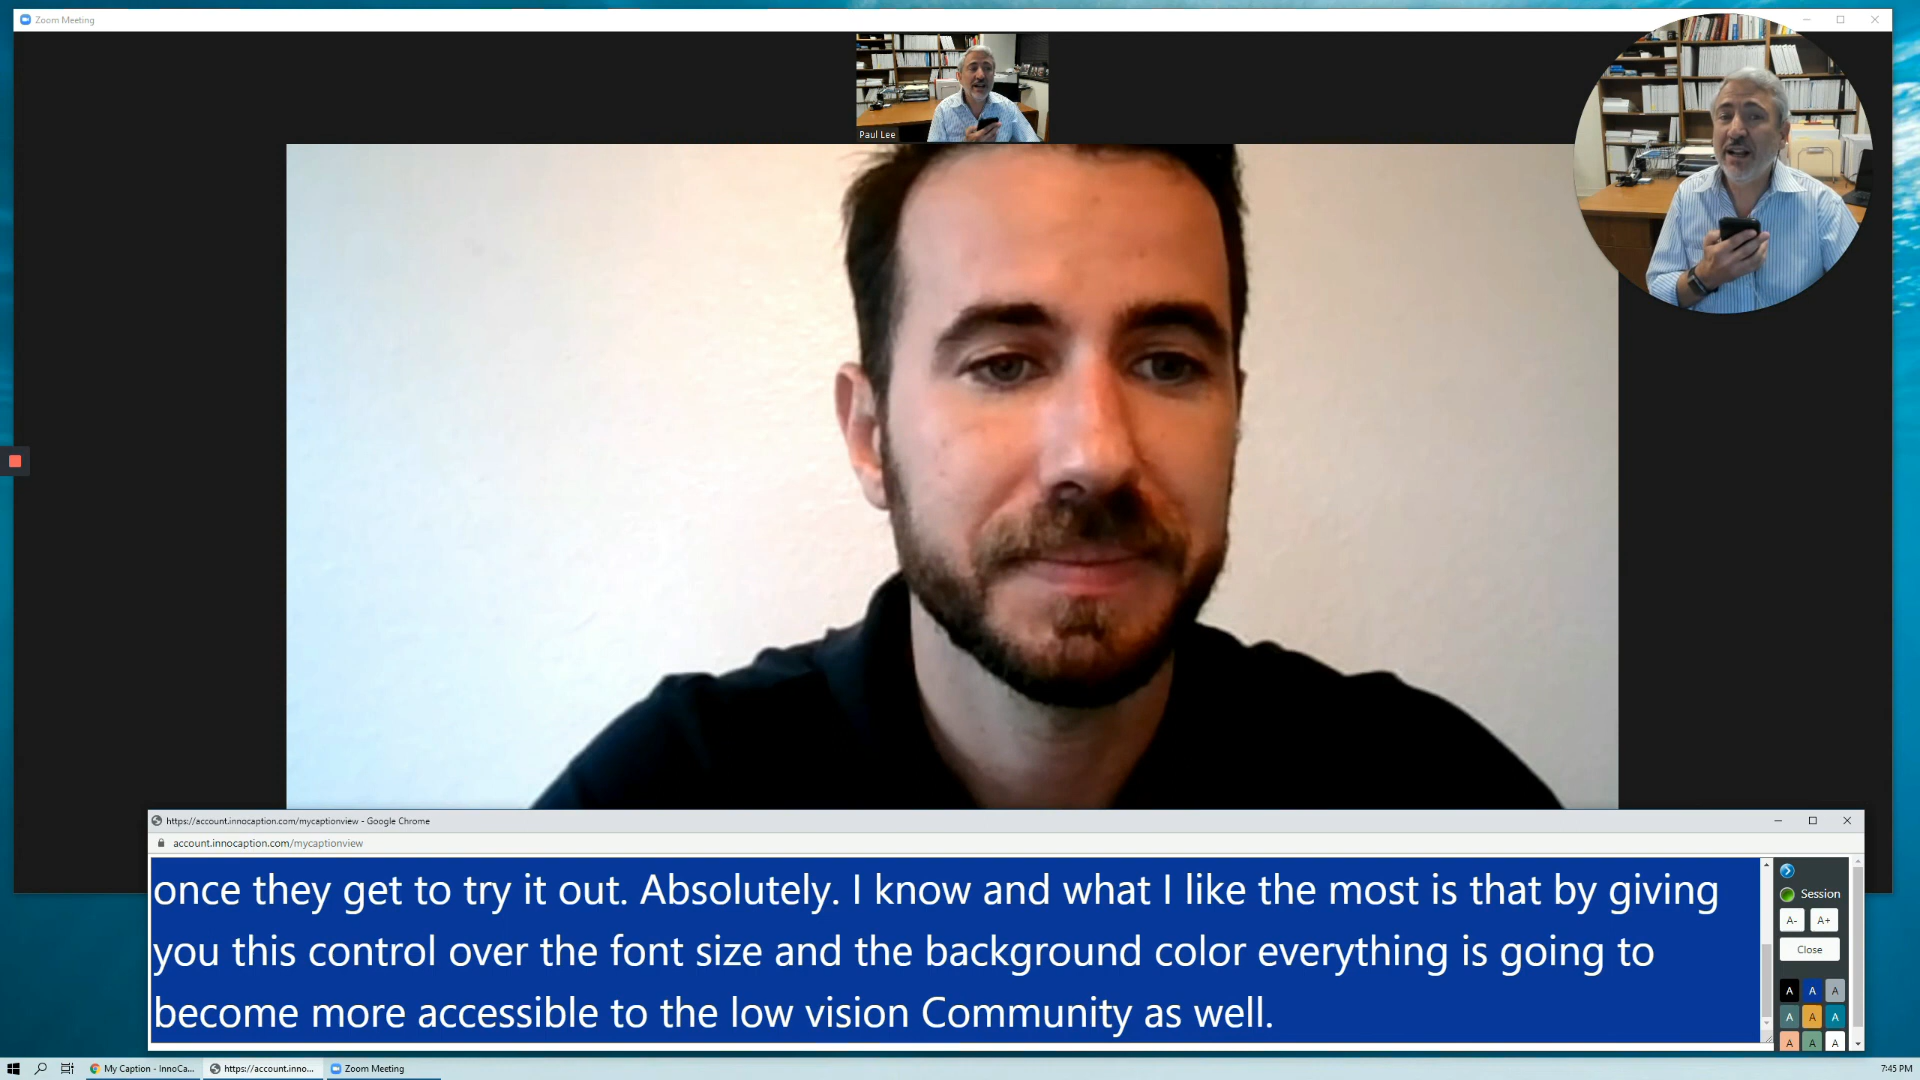 Zoom Meeting
Paul Lee
https://account.innocaption.com/mycaptionview - Google Chrome
account.innocaption.com/mycaptionview
once they get to try it out. Absolutely. I know and what I like the most is that by giving
you this control over the font size and the background color everything is going to
become more accessible to the low vision Community as well.
Session
A- A+
Close
A A A
A A A
A A A
My Caption - InnoCa...
https://account.inno...
Zoom Meeting
7:45 PM